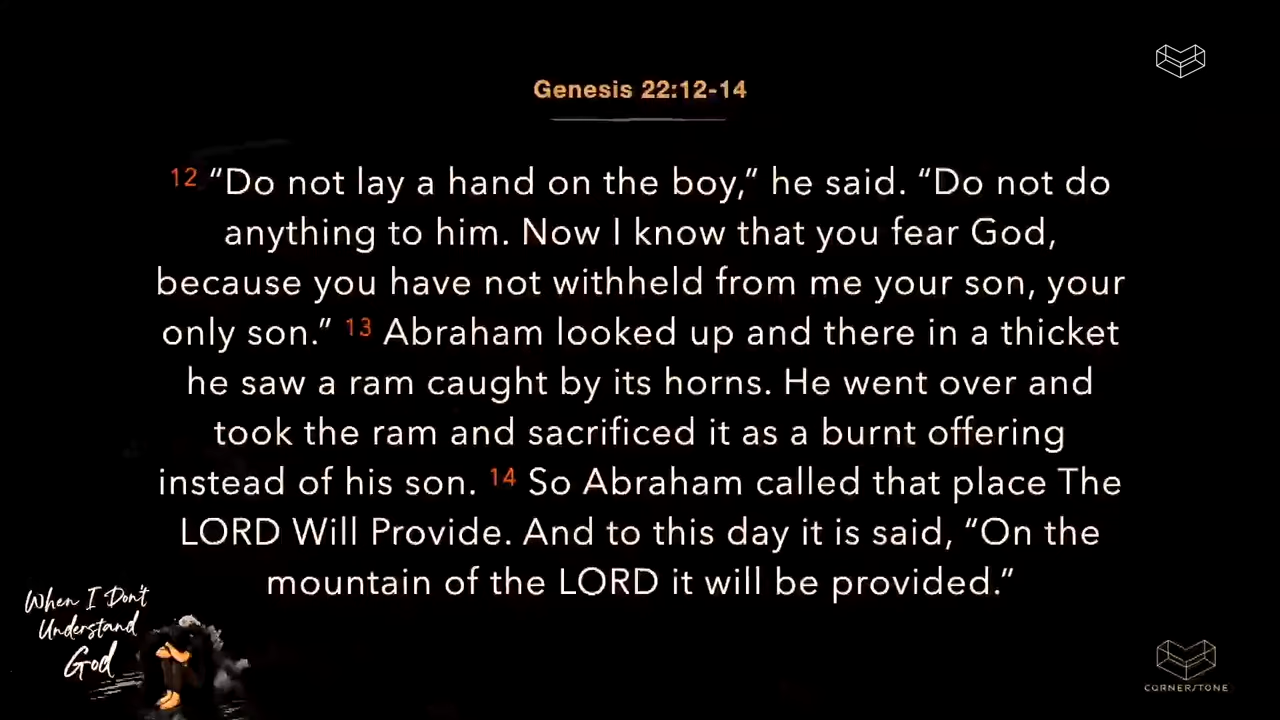 Genesis 22:12-14
12 “Do not lay a hand on the boy,” he said. “Do not do
anything to him. Now I know that you fear God,
because you have not withheld from me your son, your
only son.” 13 Abraham looked up and there in a thicket
he saw a ram caught by its horns. He went over and
took the ram and sacrificed it as a burnt offering
instead of his son. 14 So Abraham called that place The
LORD Will Provide. And to this day it is said, “On the
mountain of the LORD it will be provided.”
When I Don't
Understand
God
CORNERSTONE